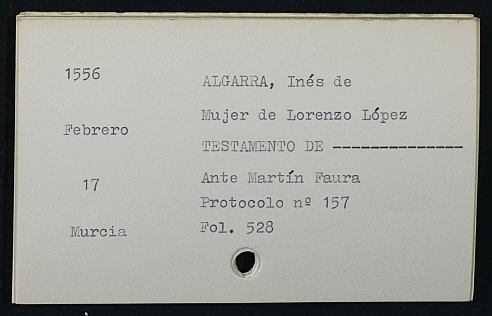 1556
ALGARRA, Inés de
Mujer de Lorenzo López
Febrero
TESTAMENTO DE --------------
17
Ante Martín Faura
Protocolo nº 157
Murcia
Fol. 528